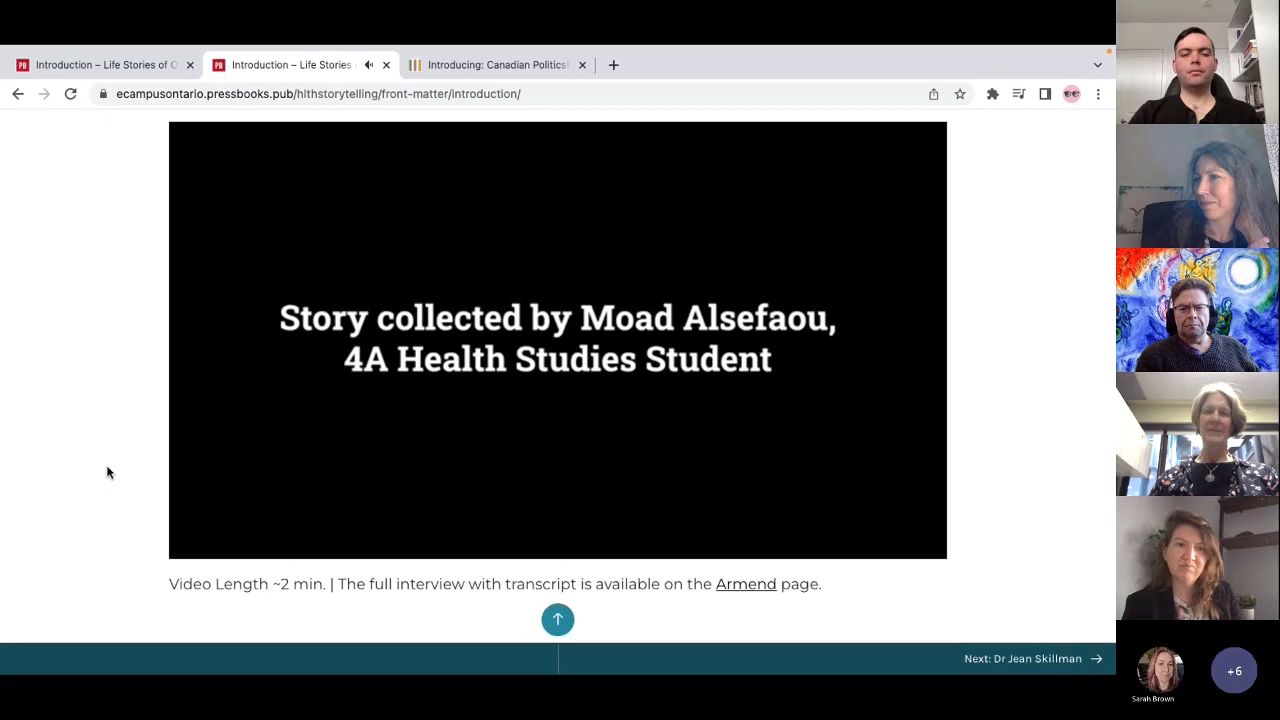 PB Introduction – Life Stories of O
PB Introduction – Life Stories
Introducing: Canadian Politics!
ecampusontario.pressbooks.pub/hlthstorytelling/front-matter/introduction/
Story collected by Moad Alsefaou,
4A Health Studies Student
Video Length ~2 min. | The full interview with transcript is available on the Armend page.
Next: Dr Jean Skillman
Sarah Brown
+6